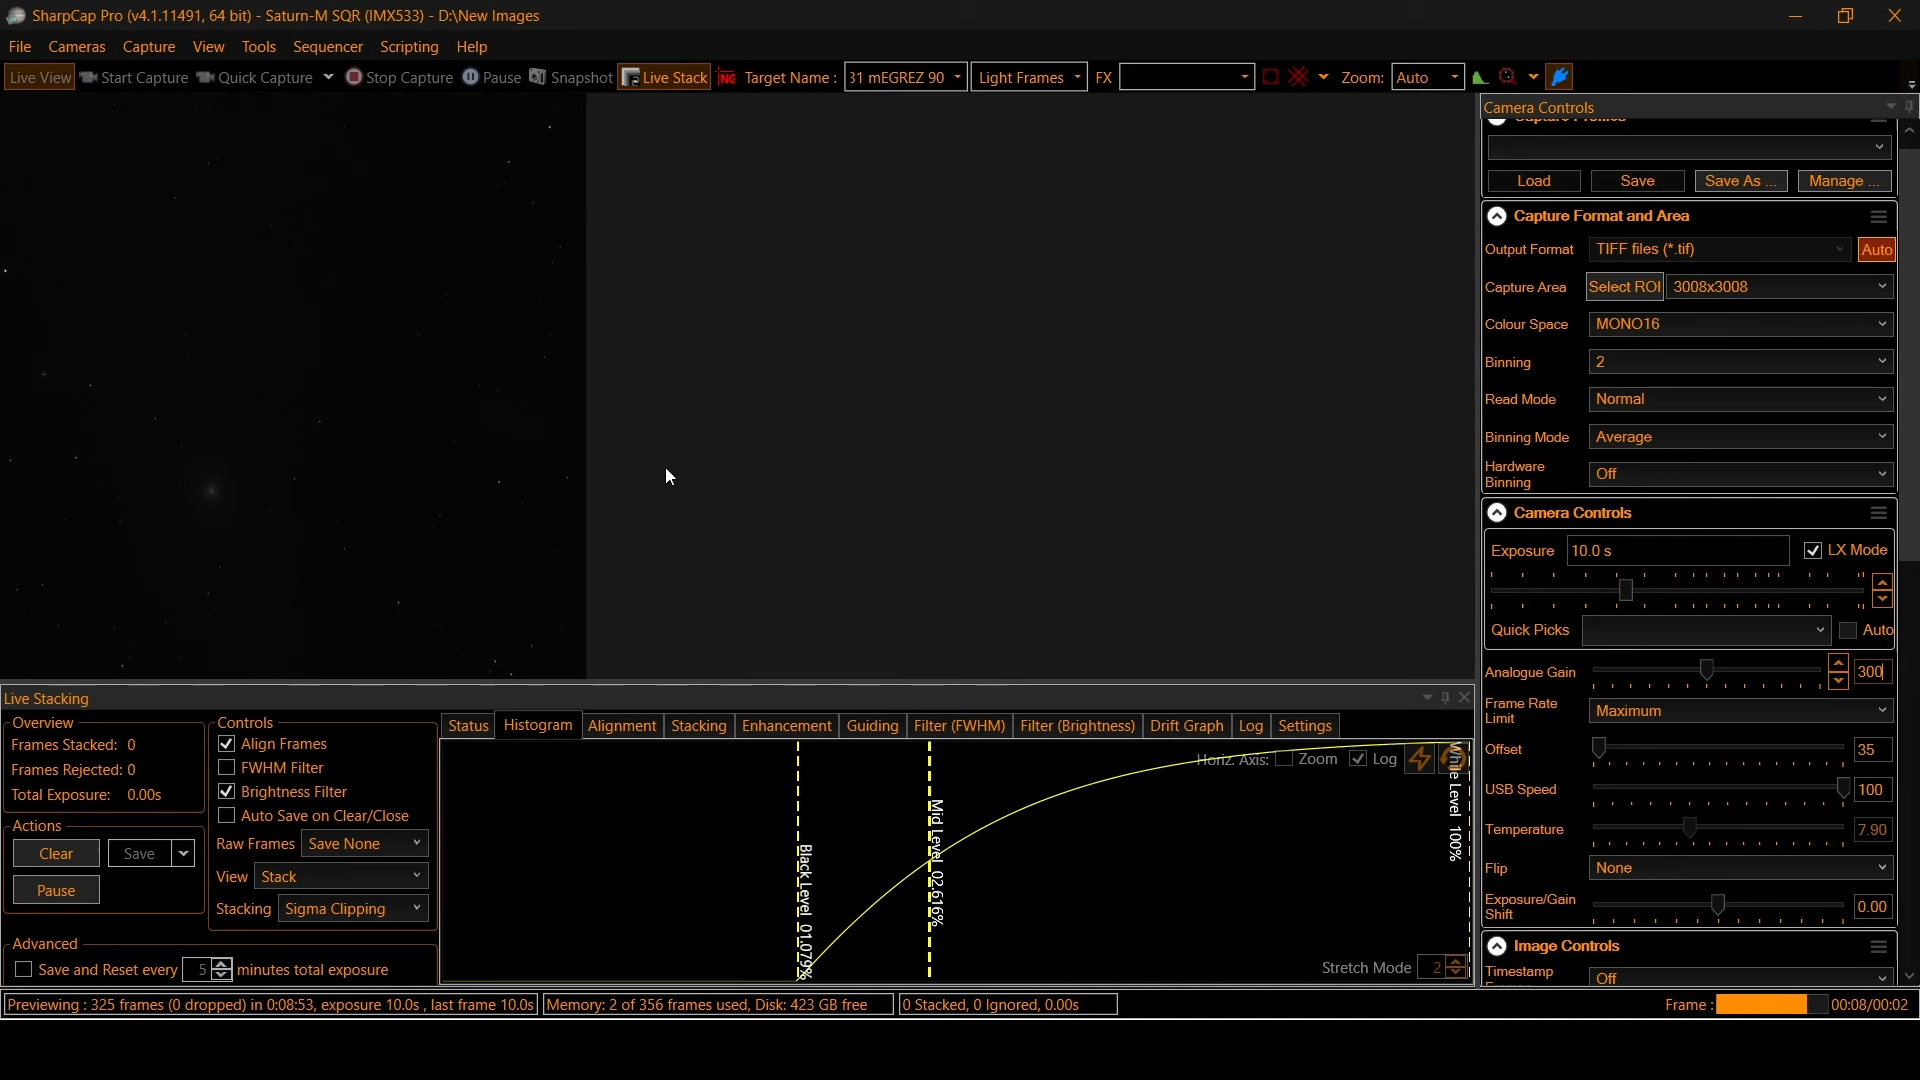 SharpCap Pro (v4.1.11491, 64 bit) - Saturn-M SQR (IMX533) - D:\New Images
File Cameras Capture View Tools Sequencer Scripting Help
Live View Start Capture Quick Capture Stop Capture Pause Snapshot Live Stack Target Name : 31 mEGREZ 90 Light Frames FX Zoom: Auto
Camera Controls
Load Save Save As ... Manage ...
Capture Format and Area
Output Format TIFF files (*.tif) Auto
Capture Area Select ROI 3008x3008
Colour Space MONO16
Binning 2
Read Mode Normal
Binning Mode Average
Hardware Binning Off
Camera Controls
Exposure 10.0 s LX Mode
Quick Picks Auto
Analogue Gain 300
Frame Rate Limit Maximum
Offset 35
USB Speed 100
Temperature 7.90
Flip None
Exposure/Gain Shift 0.00
Image Controls
Timestamp Off
Live Stacking
Overview
Frames Stacked: 0
Frames Rejected: 0
Total Exposure: 0.00s
Actions
Clear Save
Pause
Controls
Align Frames
FWHM Filter
Brightness Filter
Auto Save on Clear/Close
Raw Frames Save None
View Stack
Stacking Sigma Clipping
Advanced
Save and Reset every 5 minutes total exposure
Status Histogram Alignment Stacking Enhancement Guiding Filter (FWHM) Filter (Brightness) Drift Graph Log Settings
Horiz. Axis: Zoom Log
Black Level 01.079%
Mid Level 02.616%
While Level 100%
Stretch Mode 2
Previewing : 325 frames (0 dropped) in 0:08:53, exposure 10.0s , last frame 10.0s Memory: 2 of 356 frames used, Disk: 423 GB free 0 Stacked, 0 Ignored, 0.00s Frame : 00:08/00:02